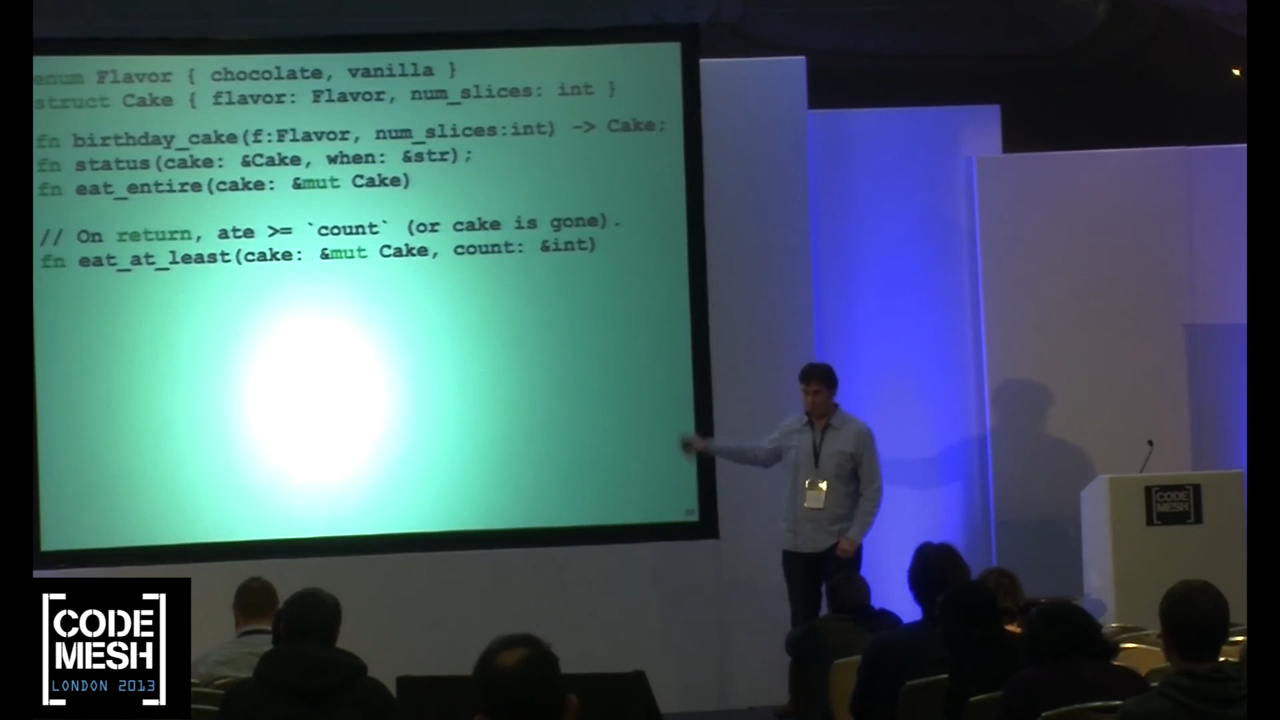 enum Flavor { chocolate, vanilla }
struct Cake { flavor: Flavor, num_slices: int }
fn birthday_cake(f:Flavor, num_slices:int) -> Cake;
fn status(cake: &Cake, when: &str);
fn eat_entire(cake: &mut Cake)
// On return, ate >= `count` (or cake is gone).
fn eat_at_least(cake: &mut Cake, count: &int)
CODE
MESH
CODE
MESH
LONDON 2013